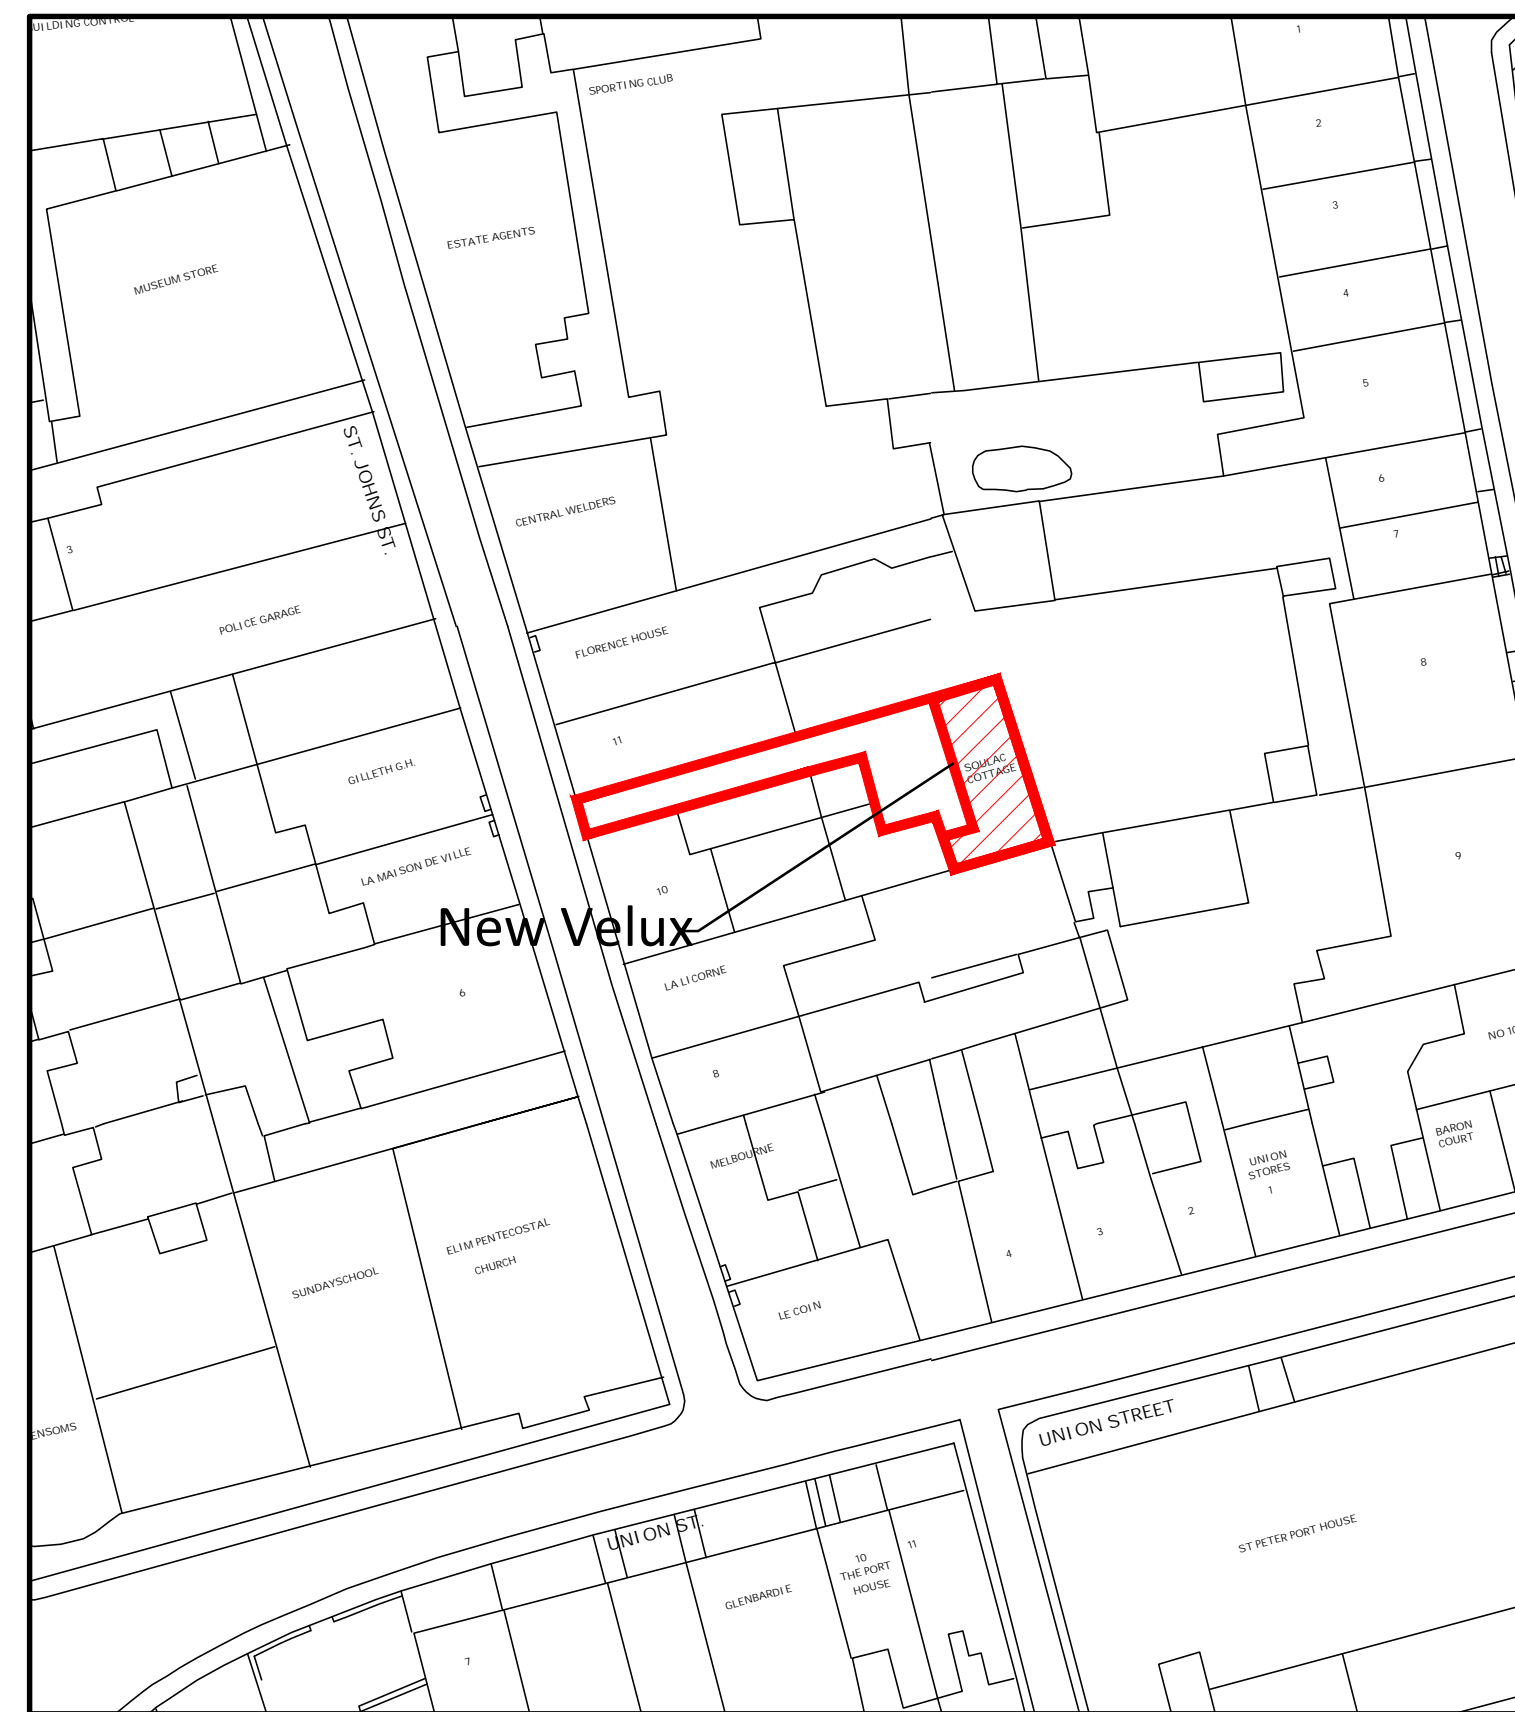 BUILDING CONTROL
SPORTING CLUB
1
2
ESTATE AGENTS
3
MUSEUM STORE
4
5
ST. JOHNS ST.
6
CENTRAL WELDERS
7
3
POLICE GARAGE
FLORENCE HOUSE
8
11
SOULAC
COTTAGE
GILLETH G.H.
9
LA MAISON DE VILLE
10
New Velux
LA LICORNE
6
NO 10
8
BARON
COURT
MELBOURNE
UNION
STORES
1
2
3
4
ELIM PENTECOSTAL
CHURCH
SUNDAYSCHOOL
LE COIN
ENSOMS
UNION STREET
UNION ST.
ST PETER PORT HOUSE
11
10
THE PORT
HOUSE
GLENBARDIE
7